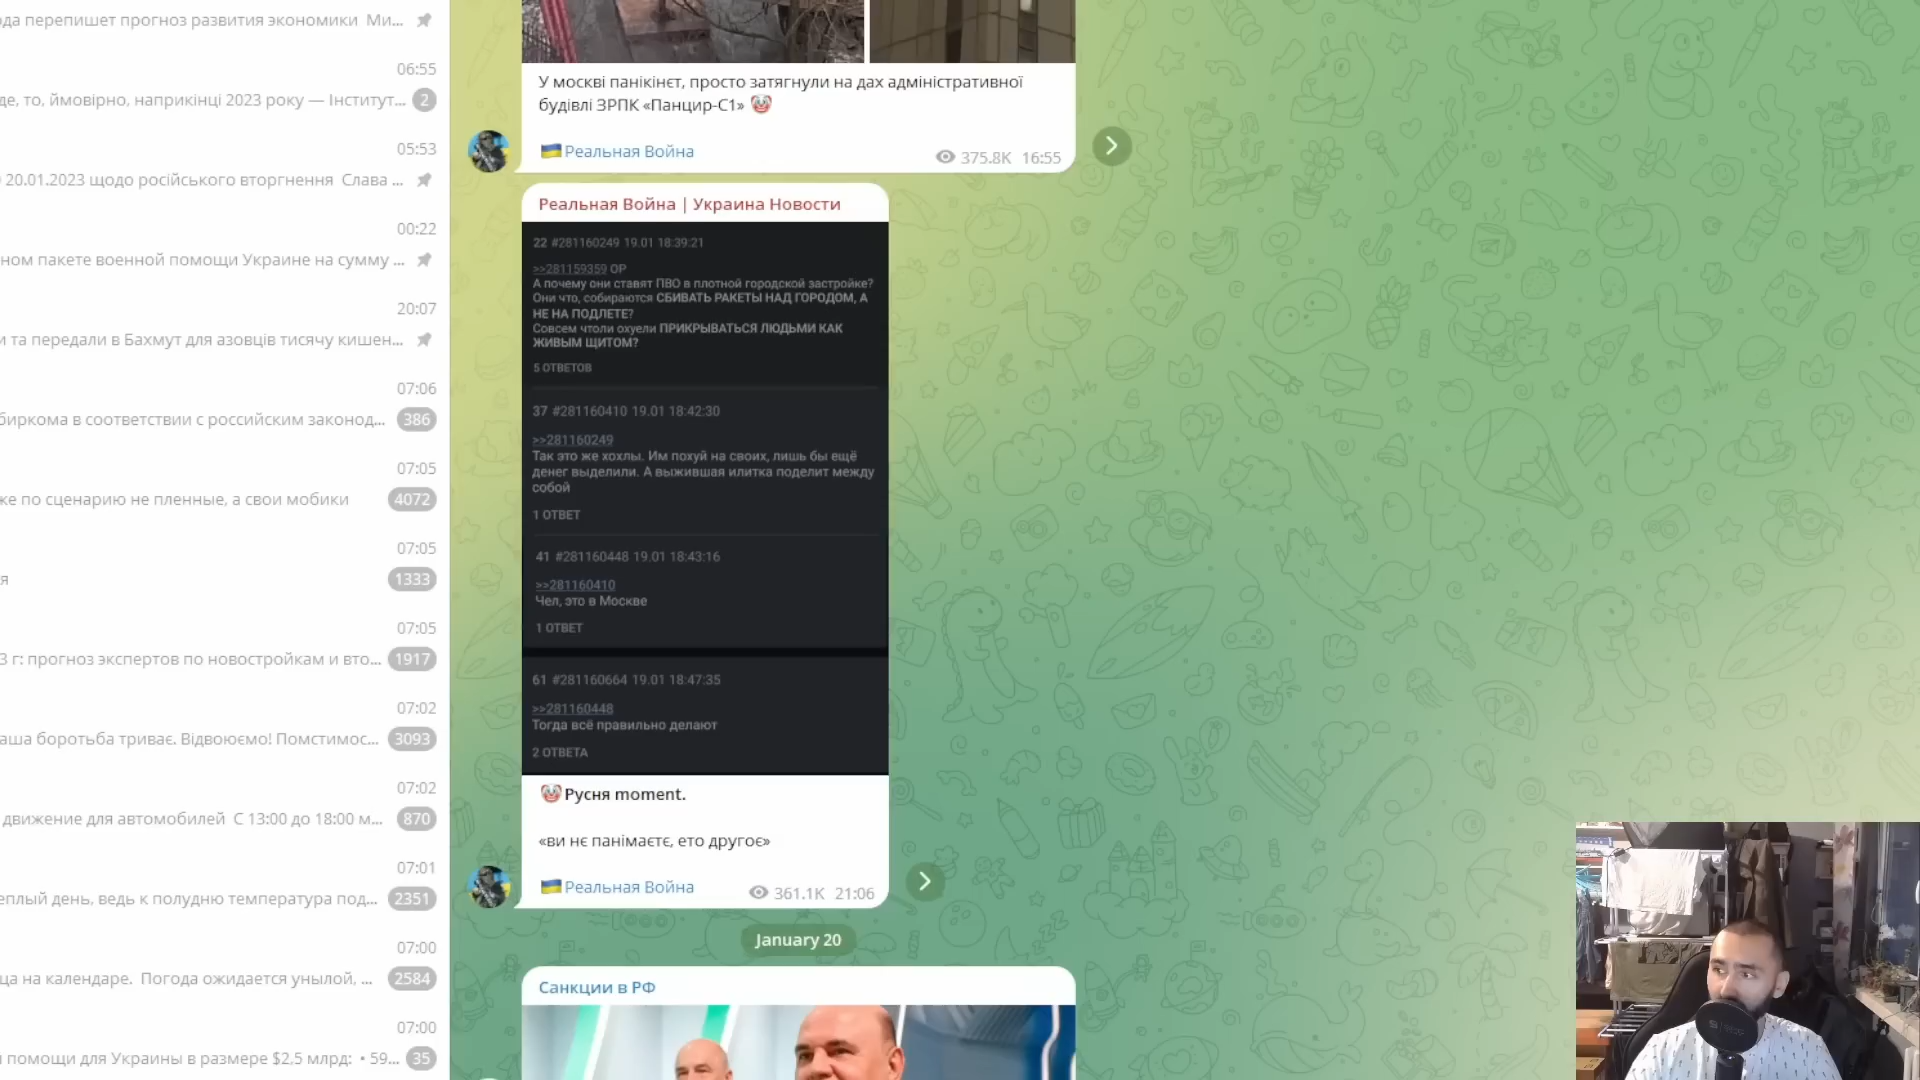 да перепишет прогноз развития экономики Ми...
06:55
де, то, ймовірно, наприкінці 2023 року — Інститут...
2
05:53
20.01.2023 щодо російського вторгнення Слава ...
00:22
ном пакете военной помощи Украине на сумму ...
20:07
и та передали в Бахмут для азовців тисячу кишен...
07:06
биркома в соответствии с российским законод...
386
07:05
же по сценарию не пленные, а свои мобики
4072
07:05
я
1333
07:05
3 г: прогноз экспертов по новостройкам и вто...
1917
07:02
аша боротьба триває. Відвоюємо! Помстимос...
3093
07:02
движение для автомобилей С 13:00 до 18:00 м...
870
07:01
еплый день, ведь к полудню температура под...
2351
07:00
ца на календаре. Погода ожидается унылой, ...
2584
07:00
и помощи для Украины в размере $2,5 млрд: • 59...
35
У москві панікінєт, просто затягнули на дах адміністративної
будівлі ЗРПК «Панцир-С1» 🤡
🇺🇦Реальная Война
375.8K 16:55
Реальная Война | Украина Новости
22 #281160249 19.01 18:39:21
>>281159359 OP
А почему они ставят ПВО в плотной городской застройке?
Они что, собираются СБИВАТЬ РАКЕТЫ НАД ГОРОДОМ, А
НЕ НА ПОДЛЕТЕ?
Совсем чтоли охуели ПРИКРЫВАТЬСЯ ЛЮДЬМИ КАК
ЖИВЫМ ЩИТОМ?
5 ОТВЕТОВ
37 #281160410 19.01 18:42:30
>>281160249
Так это же хохлы. Им похуй на своих, лишь бы ещё
денег выделили. А выжившая илитка поделит между
собой
1 ОТВЕТ
41 #281160448 19.01 18:43:16
>>281160410
Чел, это в Москве
1 ОТВЕТ
61 #281160664 19.01 18:47:35
>>281160448
Тогда всё правильно делают
2 ОТВЕТА
🤡Русня moment.
«ви нє панімаєтє, ето другоє»
🇺🇦Реальная Война
361.1K 21:06
January 20
Санкции в РФ